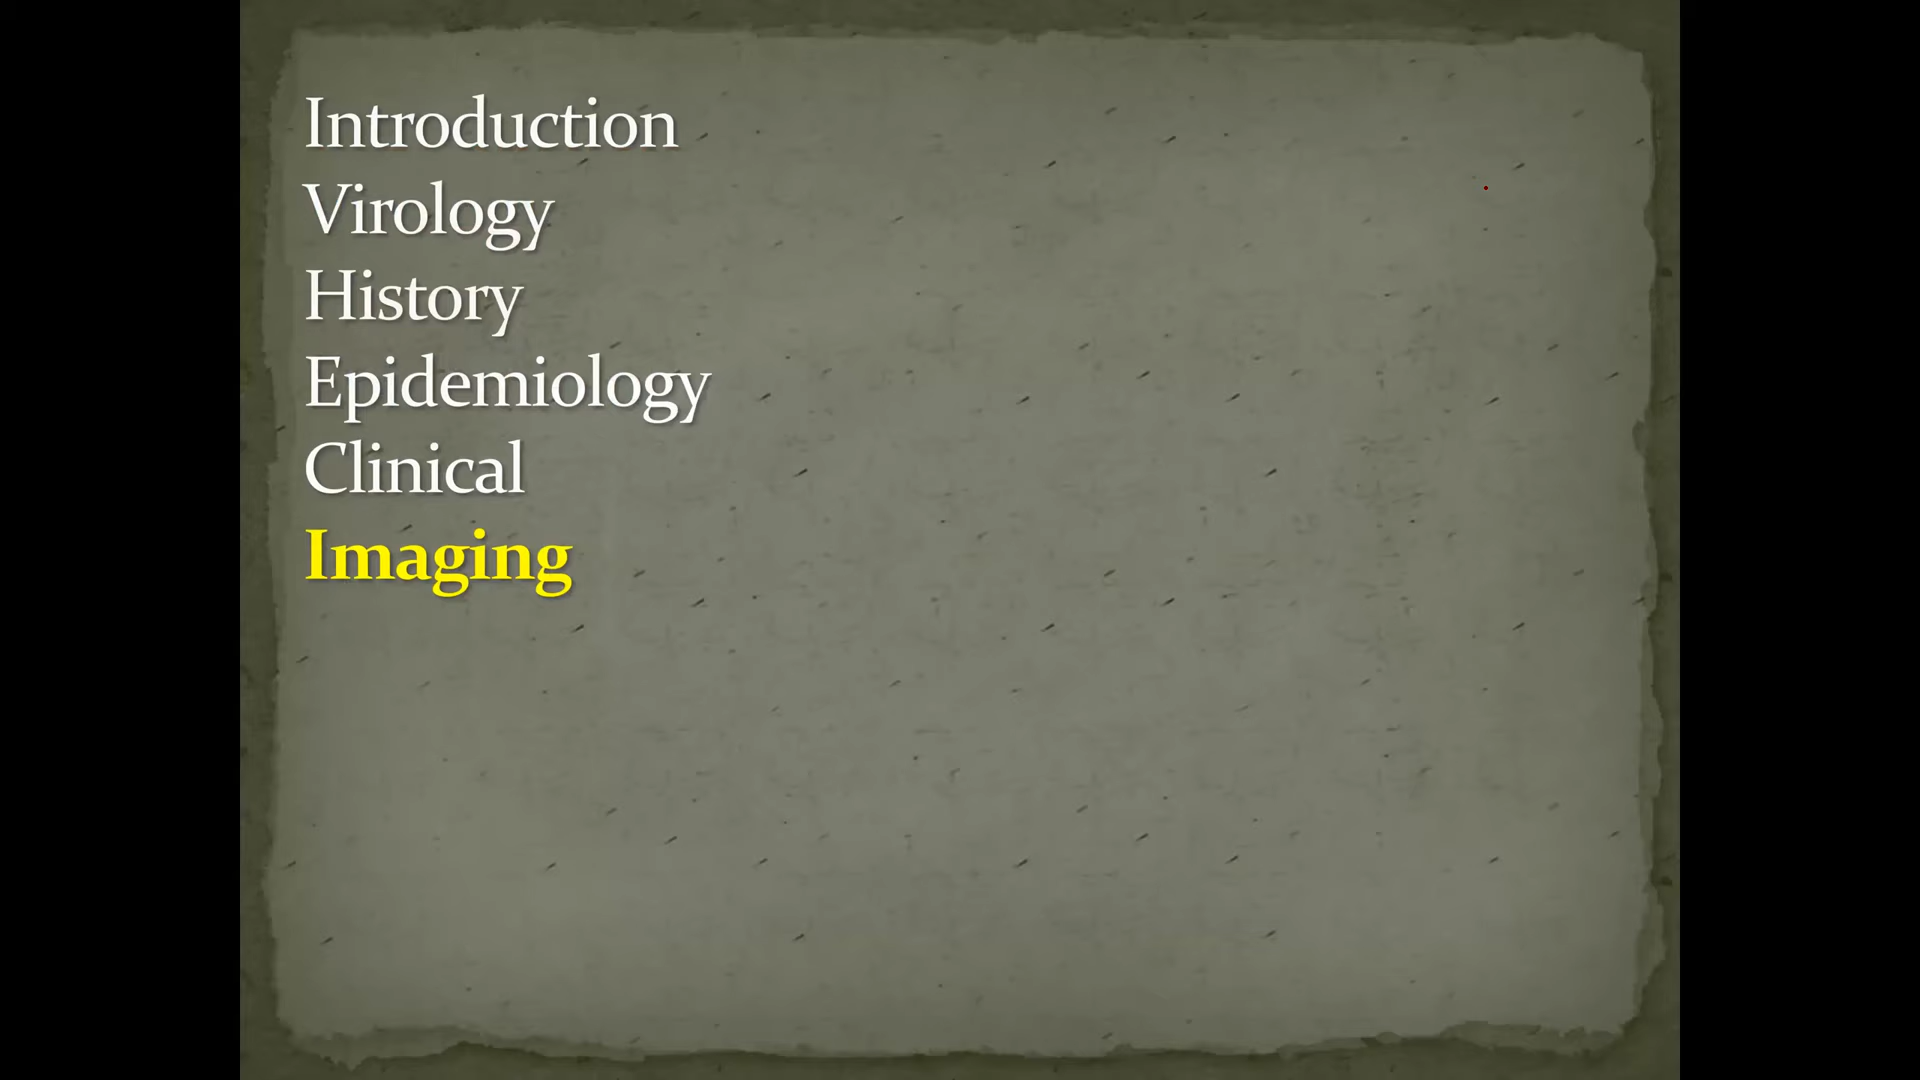 Introduction
Virology
History
Epidemiology
Clinical
Imaging